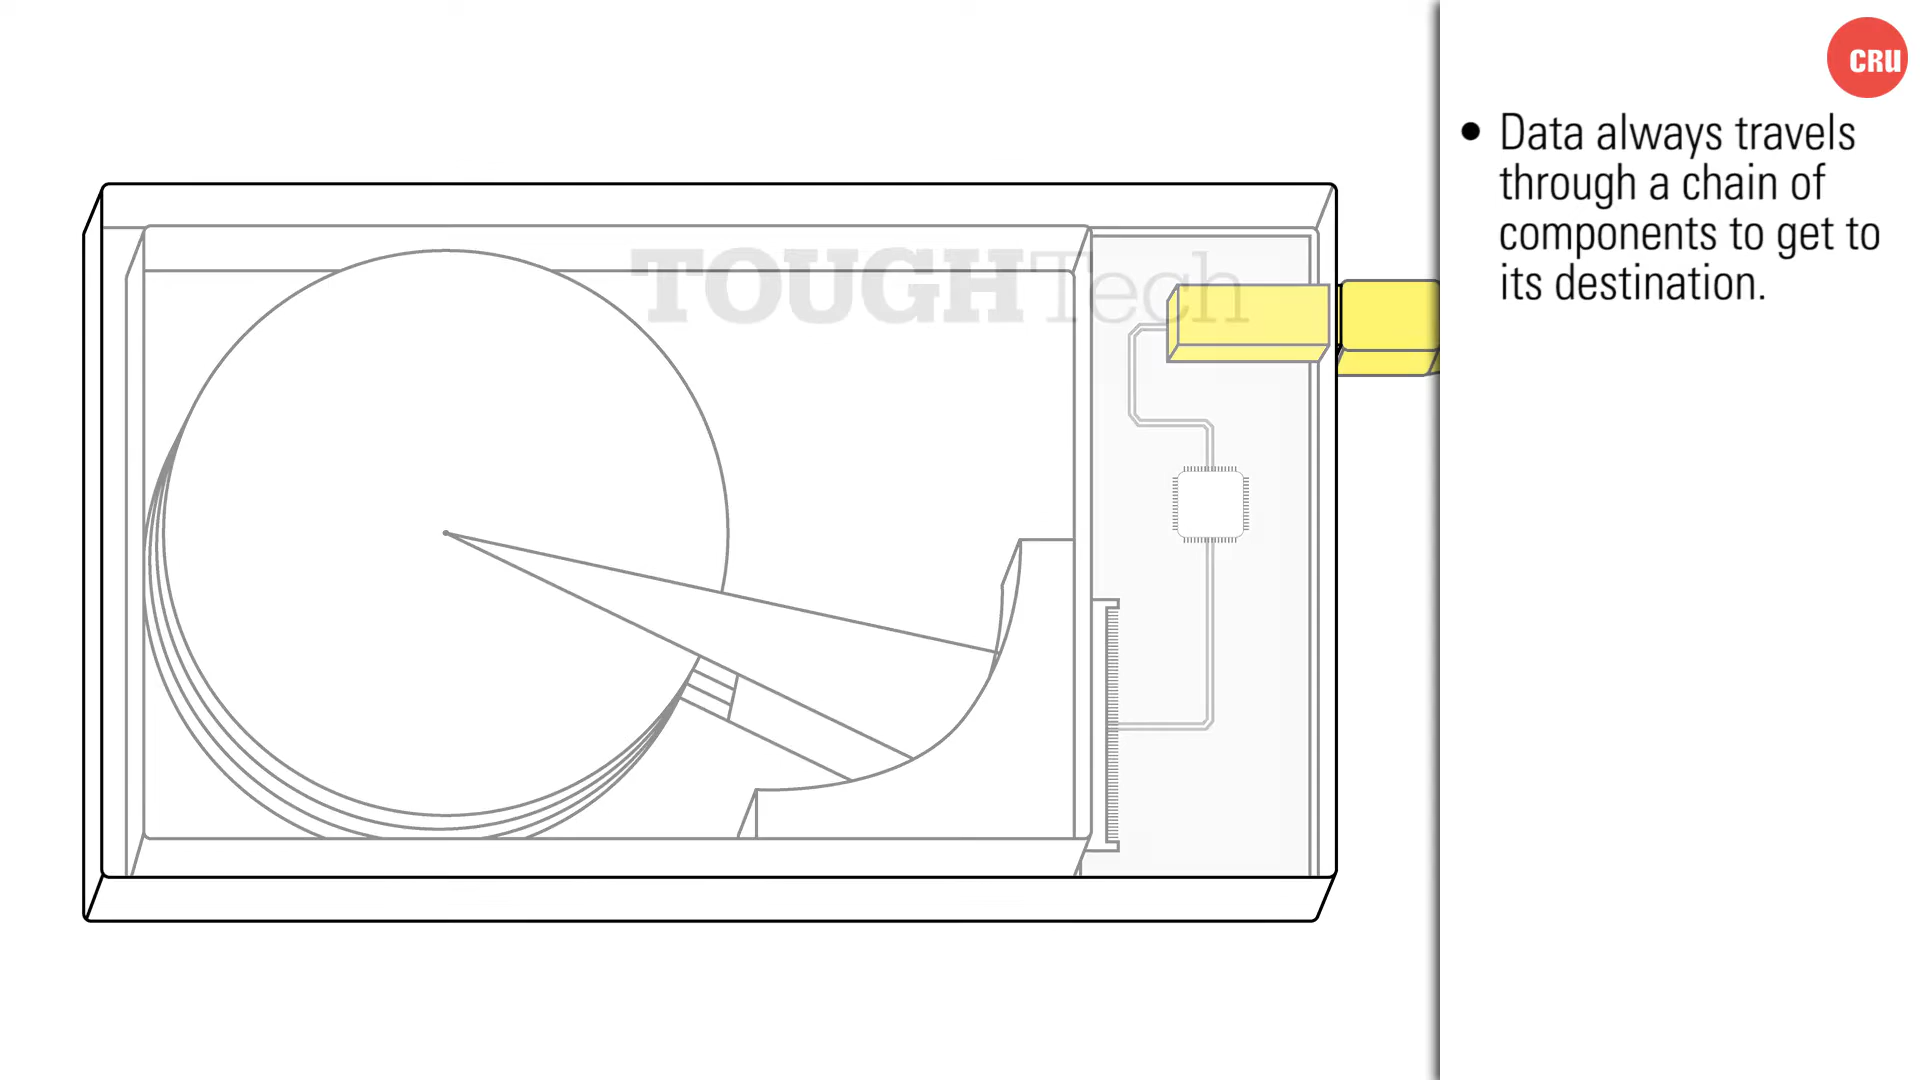 CRU
• Data always travels
through a chain of
components to get to
its destination.
TOUGHTech